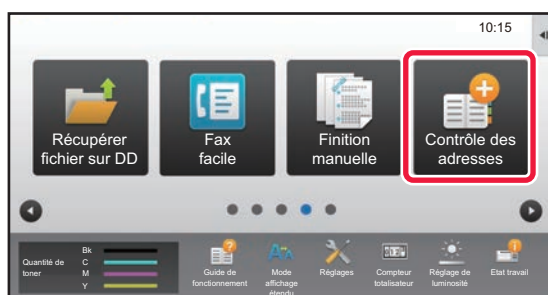 10:15
Récupérer
fichier sur DD
Fax
facile
Finition
manuelle
Contrôle des
adresses
Quantité de
toner
Bk
C
M
Y
Guide de
fonctionnement
Mode
affichage
étendu
Réglages
Compteur
totalisateur
Réglage de
luminosité
Etat travail